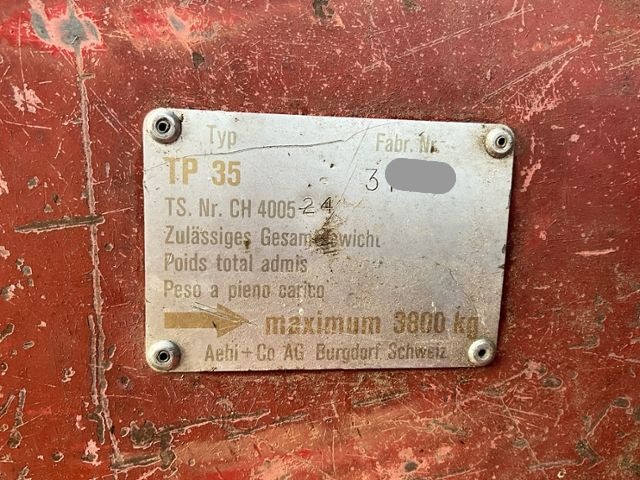 Typ Fabr. Nr.
TP 35 3
TS. Nr. CH 4005-24
Zulässiges Gesamtgewicht
Poids total admis
Peso a pieno carico
maximum 3800 kg
Aebi+Co AG Burgdorf Schweiz